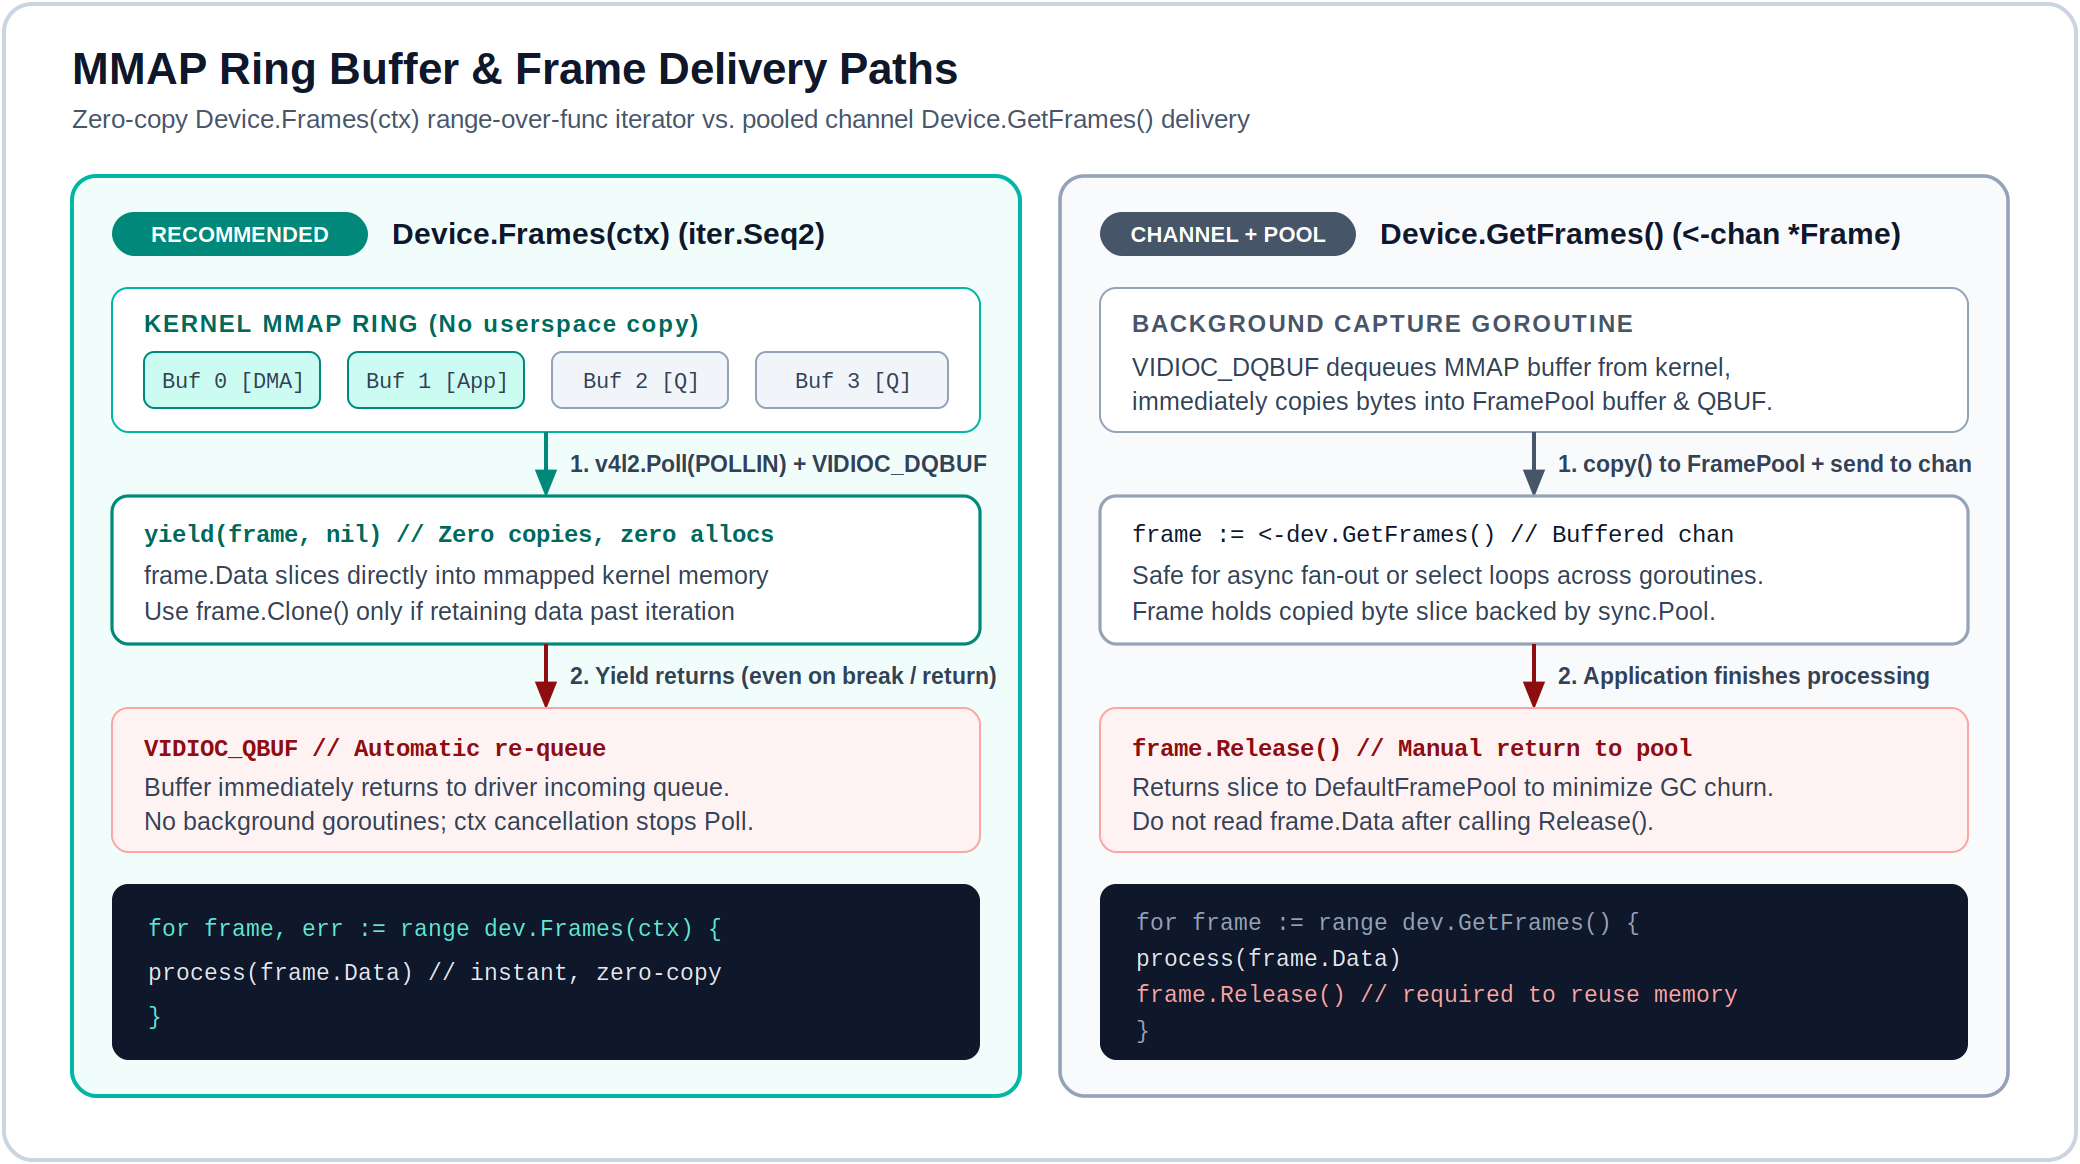 MMAP Ring Buffer & Frame Delivery Paths
Zero-copy Device.Frames(ctx) range-over-func iterator vs. pooled channel Device.GetFrames() delivery
RECOMMENDED
Device.Frames(ctx) (iter.Seq2)
KERNEL MMAP RING (No userspace copy)
Buf 0 [DMA]
Buf 1 [App]
Buf 2 [Q]
Buf 3 [Q]
1. v4l2.Poll(POLLIN) + VIDIOC_DQBUF
yield(frame, nil) // Zero copies, zero allocs
frame.Data slices directly into mmapped kernel memory
Use frame.Clone() only if retaining data past iteration
2. Yield returns (even on break / return)
VIDIOC_QBUF // Automatic re-queue
Buffer immediately returns to driver incoming queue.
No background goroutines; ctx cancellation stops Poll.
for frame, err := range dev.Frames(ctx) {
process(frame.Data) // instant, zero-copy
}
CHANNEL + POOL
Device.GetFrames() (<-chan *Frame)
BACKGROUND CAPTURE GOROUTINE
VIDIOC_DQBUF dequeues MMAP buffer from kernel,
immediately copies bytes into FramePool buffer & QBUF.
1. copy() to FramePool + send to chan
frame := <-dev.GetFrames() // Buffered chan
Safe for async fan-out or select loops across goroutines.
Frame holds copied byte slice backed by sync.Pool.
2. Application finishes processing
frame.Release() // Manual return to pool
Returns slice to DefaultFramePool to minimize GC churn.
Do not read frame.Data after calling Release().
for frame := range dev.GetFrames() {
process(frame.Data)
frame.Release() // required to reuse memory
}